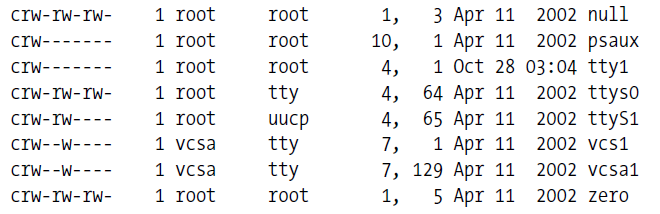 crw-rw-rw- 1 root root 1, 3 Apr 11 2002 null
crw------- 1 root root 10, 1 Apr 11 2002 psaux
crw------- 1 root root 4, 1 Oct 28 03:04 tty1
crw-rw-rw- 1 root tty 4, 64 Apr 11 2002 ttys0
crw-rw---- 1 root uucp 4, 65 Apr 11 2002 ttyS1
crw--w---- 1 vcsa tty 7, 1 Apr 11 2002 vcs1
crw--w---- 1 vcsa tty 7, 129 Apr 11 2002 vcsa1
crw-rw-rw- 1 root root 1, 5 Apr 11 2002 zero